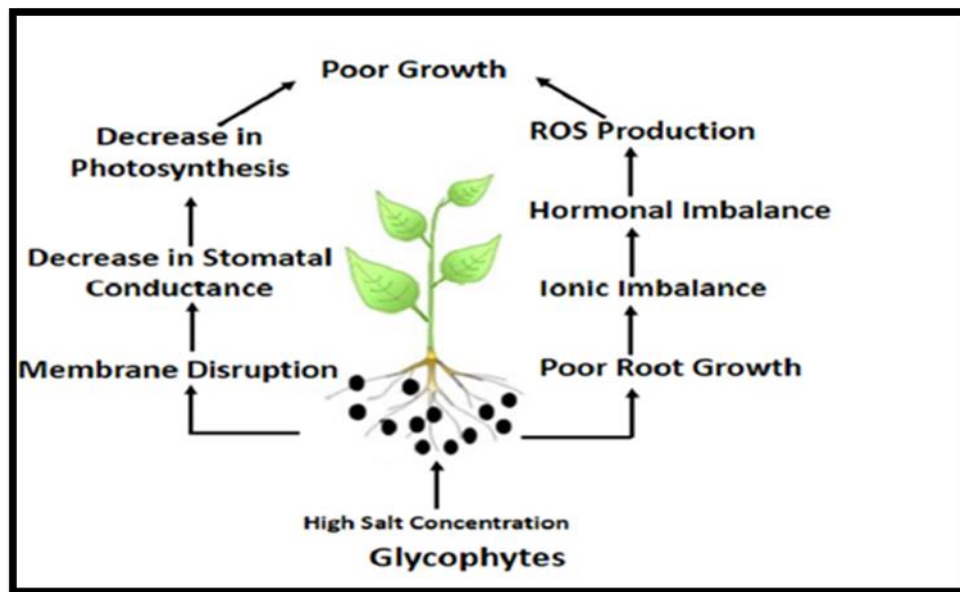 Poor Growth
Decrease in
Photosynthesis
ROS Production
Hormonal Imbalance
Decrease in Stomatal
Conductance
Ionic Imbalance
Membrane Disruption
Poor Root Growth
High Salt Concentration
Glycophytes